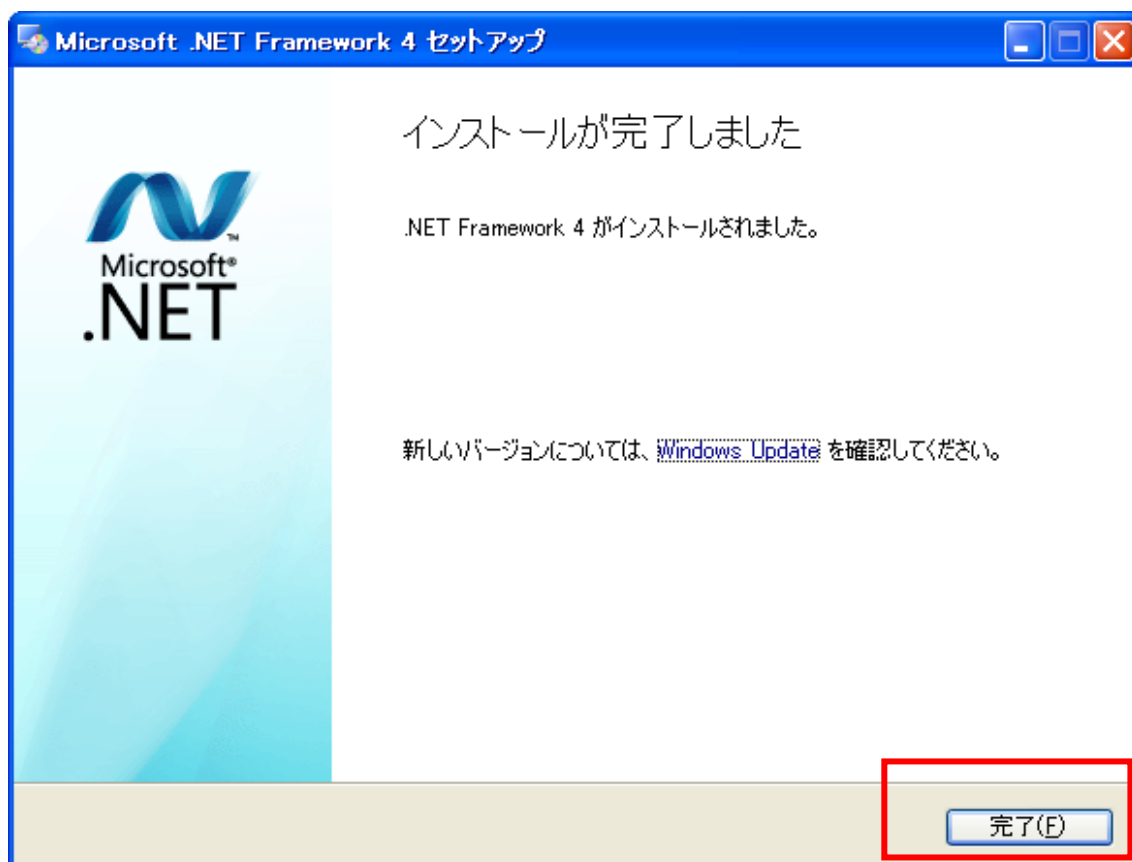 Microsoft .NET Framework 4 セットアップ
インストールが完了しました
.NET Framework 4 がインストールされました。
Microsoft®
.NET
TM
新しいバージョンについては、Windows Update を確認してください。
完了(F)